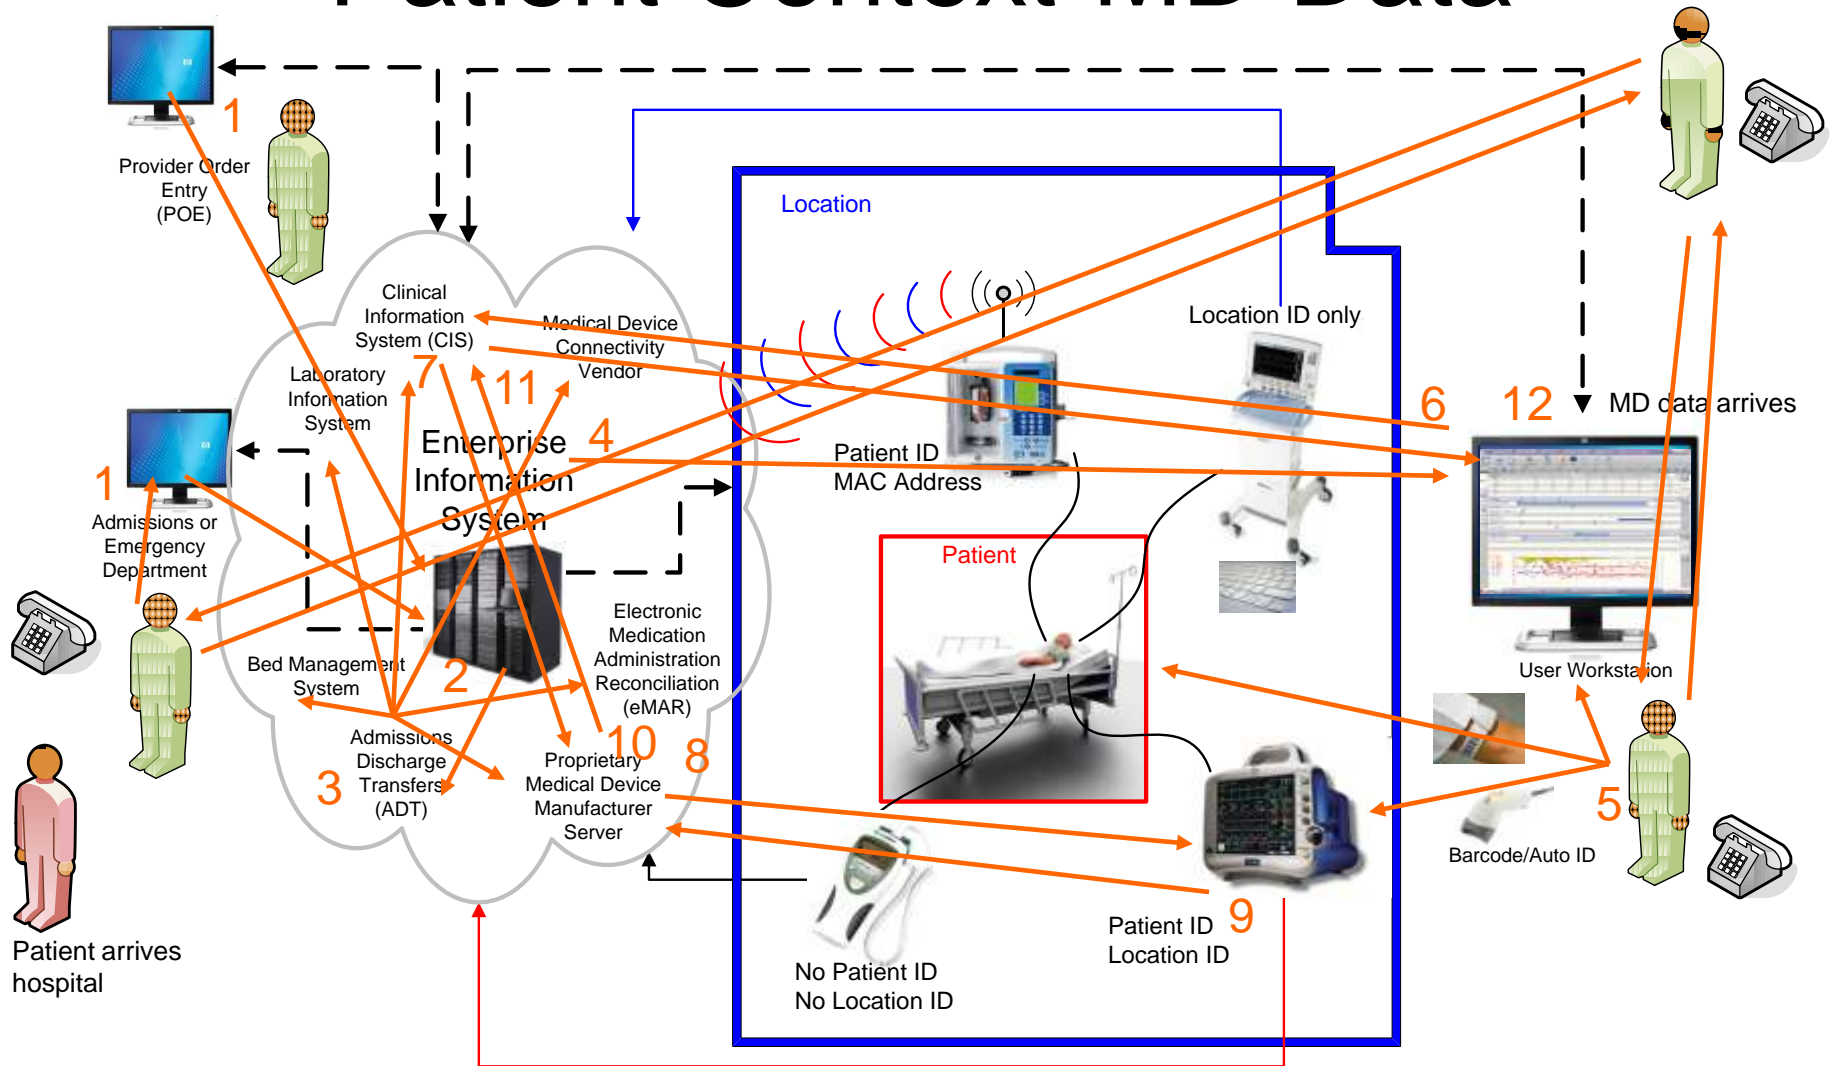 Patient Context MD Data
1
Provider Order
Entry
(POE)
Location
Clinical
Information
System (CIS)
Medical Device
Connectivity
Vendor
Location ID only
7
11
Laboratory
Information
System
6
12
MD data arrives
Enterprise
Information
System
4
Patient ID
MAC Address
1
Admissions or
Emergency
Department
Patient
Electronic
Medication
Administration
Reconciliation
(eMAR)
Bed Management
System
2
User Workstation
Admissions
Discharge
Transfers
(ADT)
3
10
8
Proprietary
Medical Device
Manufacturer
Server
5
Barcode/Auto ID
Patient arrives
hospital
9
Patient ID
Location ID
No Patient ID
No Location ID